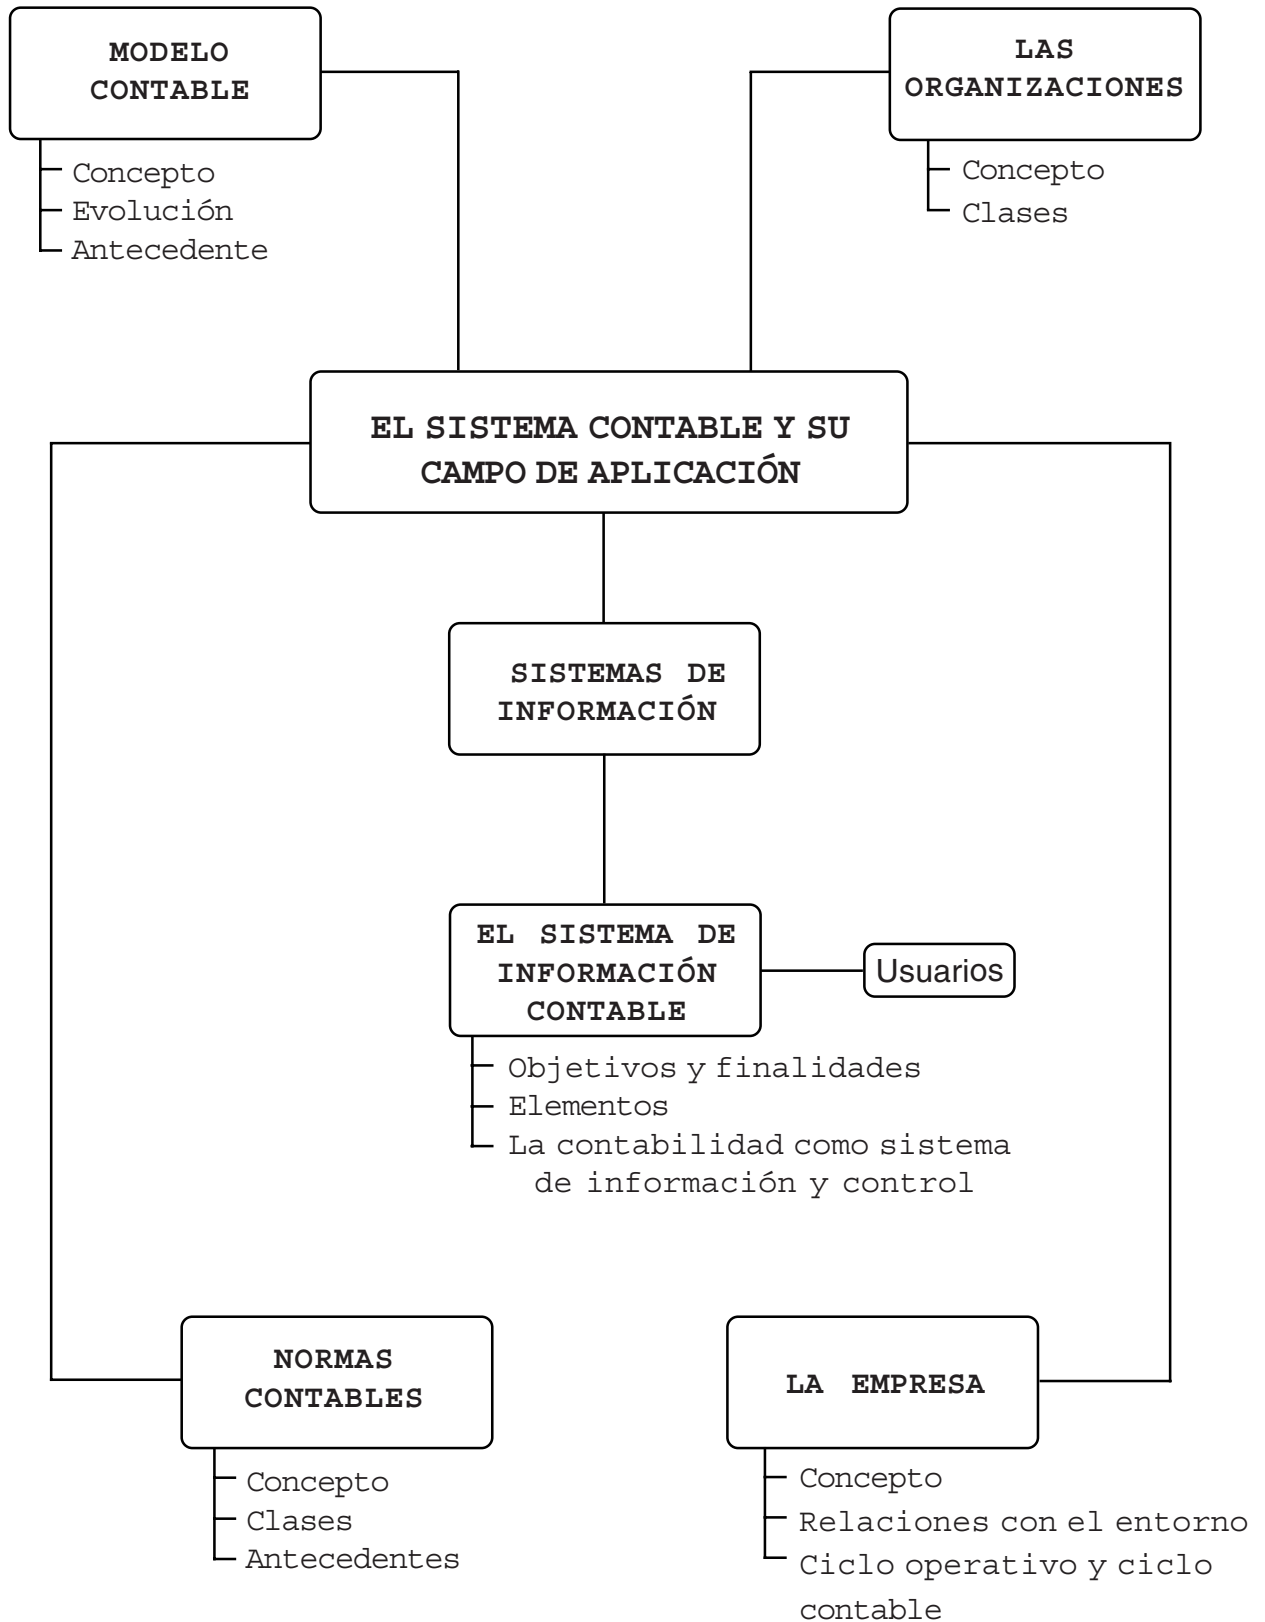 MODELO
CONTABLE
Concepto
Evolución
Antecedente
LAS
ORGANIZACIONES
Concepto
Clases
EL SISTEMA CONTABLE Y SU
CAMPO DE APLICACIÓN
SISTEMAS DE
INFORMACIÓN
EL SISTEMA DE
INFORMACIÓN
CONTABLE
Usuarios
Objetivos y finalidades
Elementos
La contabilidad como sistema
de información y control
NORMAS
CONTABLES
Concepto
Clases
Antecedentes
LA EMPRESA
Concepto
Relaciones con el entorno
Ciclo operativo y ciclo
contable